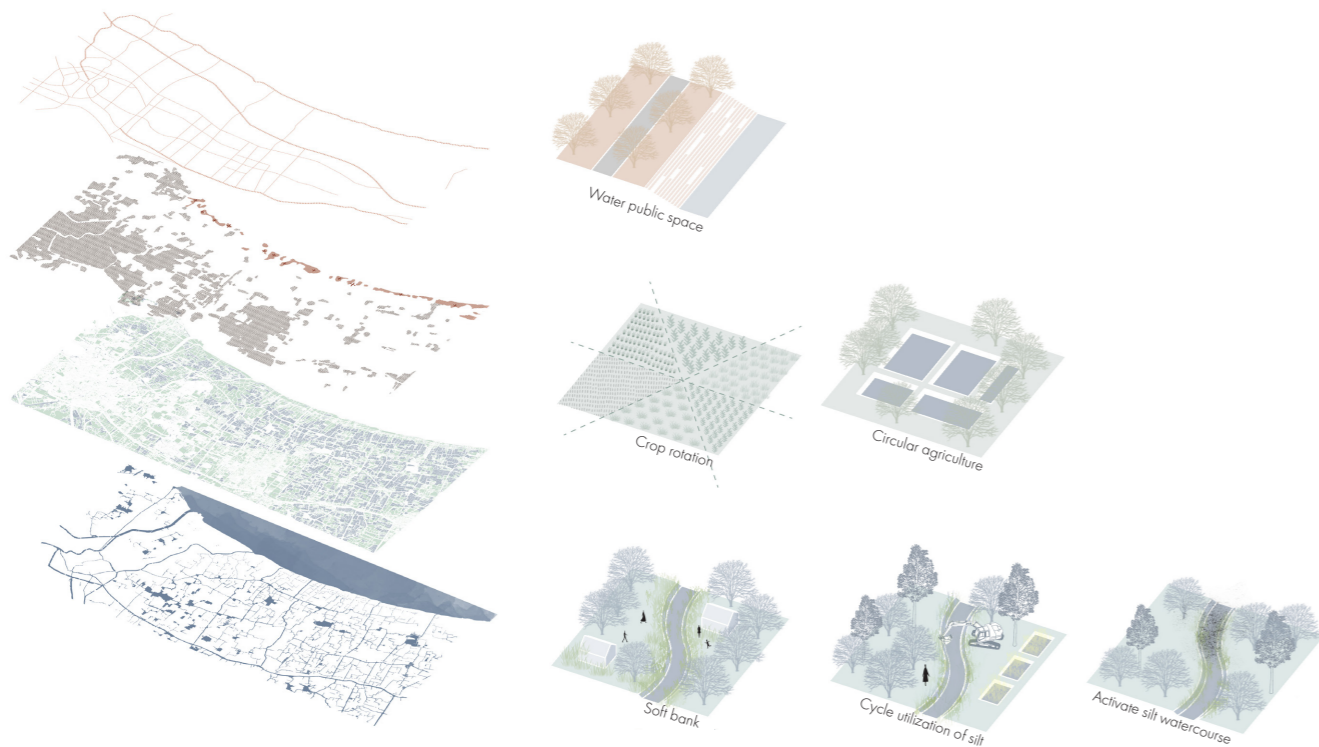 Water public space
Crop rotation
Circular agriculture
Soft bank
Cycle utilization of silt
Activate silt watercourse